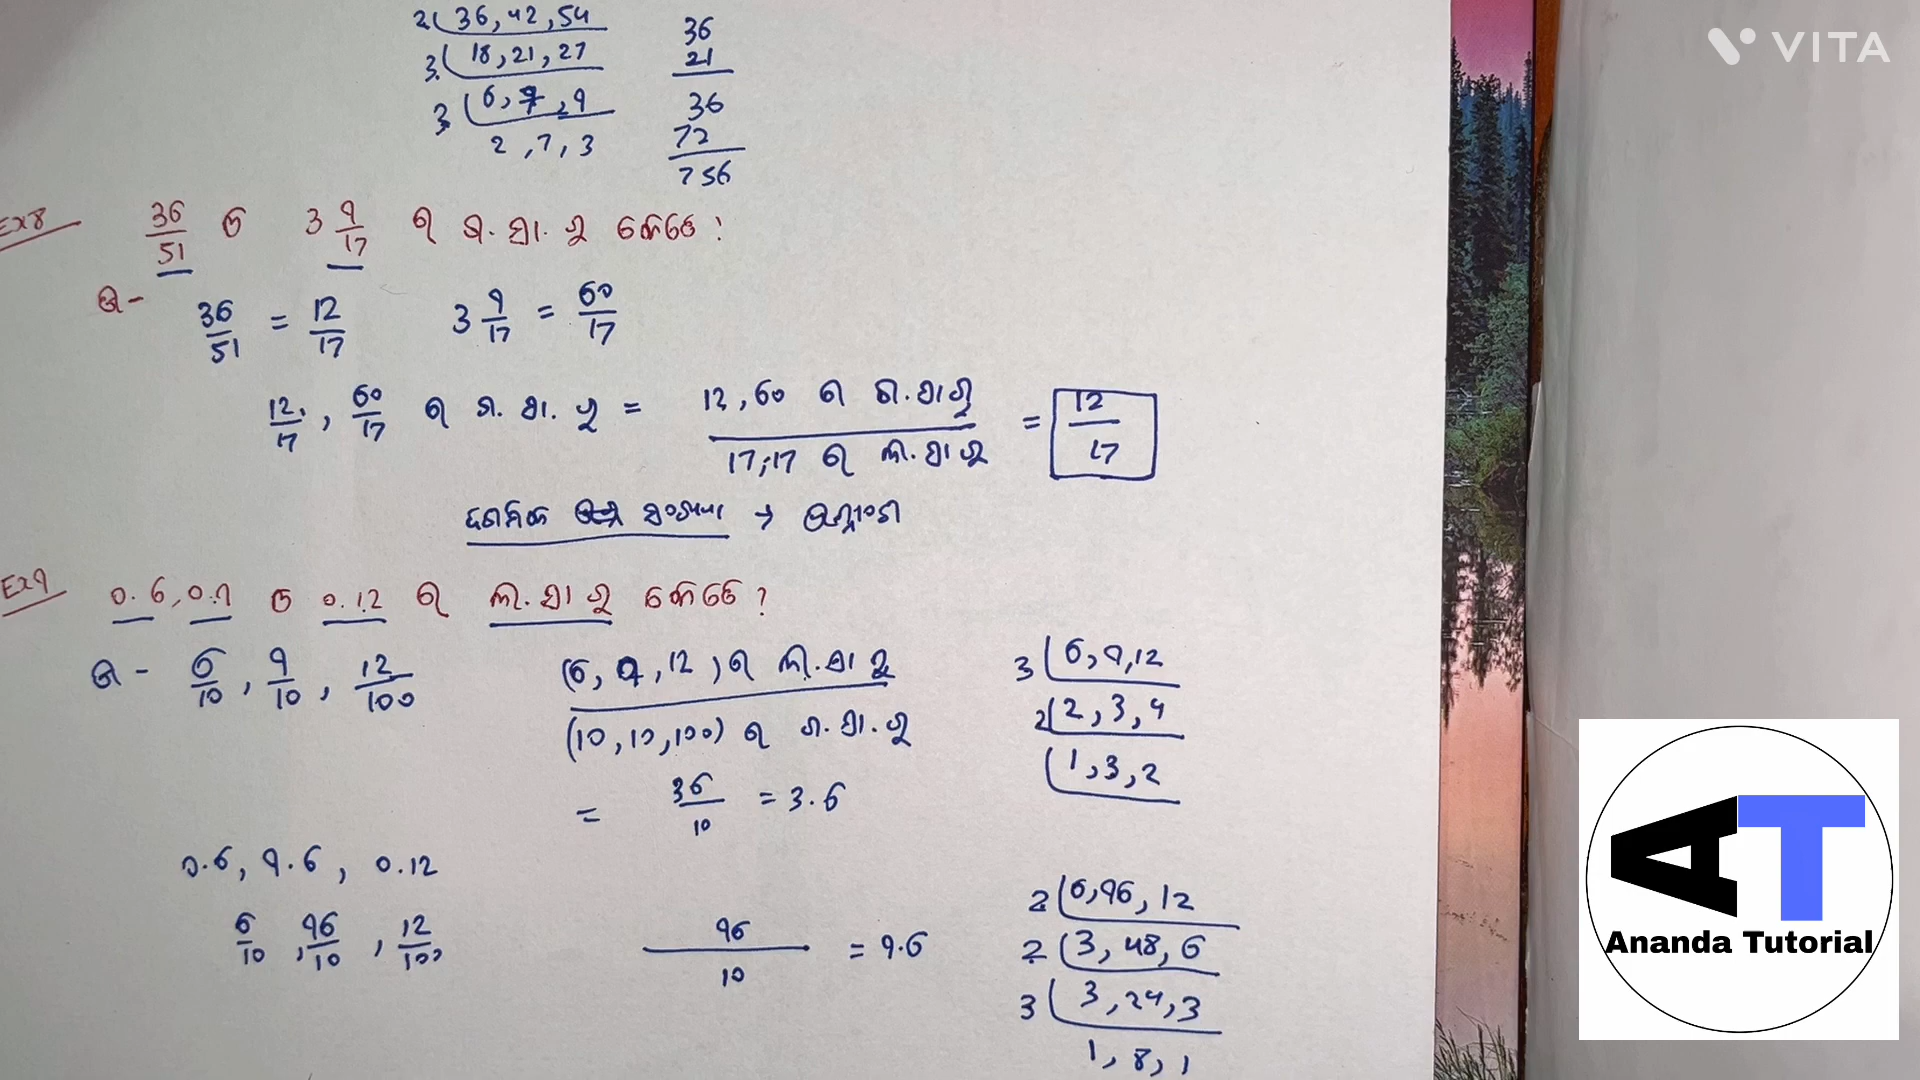 2 36, 42, 54
3 18, 21, 27
3 6, 7, 9
2, 7, 3
36
21
36
72
756
VITA
Ex8 36/51 ଓ 3 9/17 ର ଗ.ସା.ଗୁ କେତେ?
ଉ- 36/51 = 12/17 3 9/17 = 60/17
12/17, 60/17 ର ଗ.ସା.ଗୁ = 12, 60 ର ଗ.ସା.ଗୁ / 17, 17 ର ଲ.ସା.ଗୁ = 12/17
ଦଶମିକ ସଂଖ୍ୟା → ଭଗ୍ନାଂଶ
Ex9 0.6, 0.9 ଓ 0.12 ର ଲ.ସା.ଗୁ କେତେ?
ଉ- 6/10, 9/10, 12/100
(6, 9, 12) ର ଲ.ସା.ଗୁ
(10, 10, 100) ର ଗ.ସା.ଗୁ
= 36/10 = 3.6
3 6, 9, 12
2 2, 3, 4
1, 3, 2
0.6, 9.6, 0.12
6/10, 96/10, 12/100
96/10 = 9.6
2 6, 96, 12
2 3, 48, 6
3 3, 24, 3
1, 8, 1
AT
Ananda Tutorial